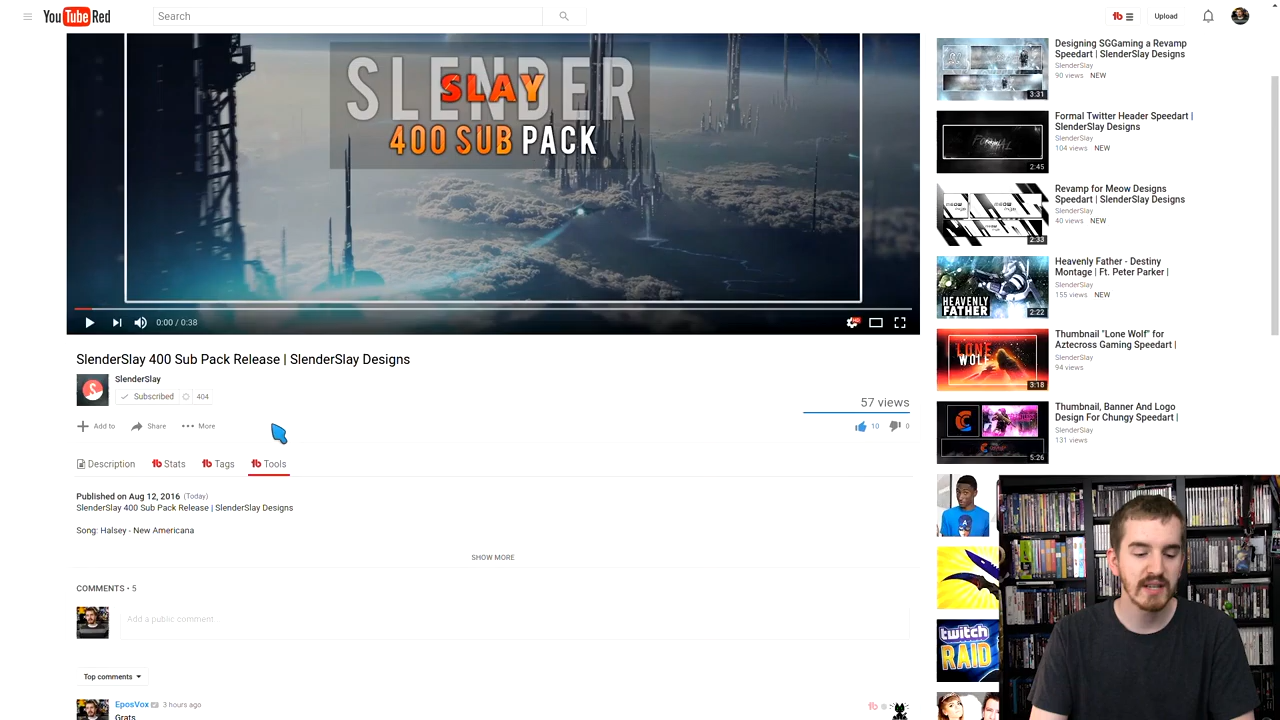 YouTube Red
Search
Upload
SLENDER
SLAY
400 SUB PACK
0:00 / 0:38
HD
SlenderSlay 400 Sub Pack Release | SlenderSlay Designs
SlenderSlay
Subscribed 404
57 views
Add to Share More
10 0
Description tb Stats tb Tags tb Tools
Published on Aug 12, 2016 (Today)
SlenderSlay 400 Sub Pack Release | SlenderSlay Designs
Song: Halsey - New Americana
SHOW MORE
COMMENTS • 5
Add a public comment
Top comments
EposVox 3 hours ago
Grats
Designing SGGaming a Revamp
Speedart | SlenderSlay Designs
SlenderSlay
90 views NEW
3:31
Formal Twitter Header Speedart |
SlenderSlay Designs
SlenderSlay
104 views NEW
2:45
Revamp for Meow Designs
Speedart | SlenderSlay Designs
SlenderSlay
40 views NEW
2:33
Heavenly Father - Destiny
Montage | Ft. Peter Parker |
SlenderSlay
155 views NEW
HEAVENLY
FATHER
2:22
Thumbnail "Lone Wolf" for
Aztecross Gaming Speedart |
SlenderSlay
94 views
LONE
WOLF
3:18
Thumbnail, Banner And Logo
Design For Chungy Speedart |
SlenderSlay
131 views
5:26
twitch
RAID